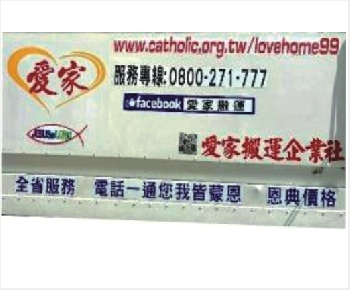 愛家
www.catholic.org.tw/lovehome99
服務專線:0800-271-777
facebook 愛家搬運
愛家搬運企業社
全省服務 電話一通您我皆蒙恩 恩典價格